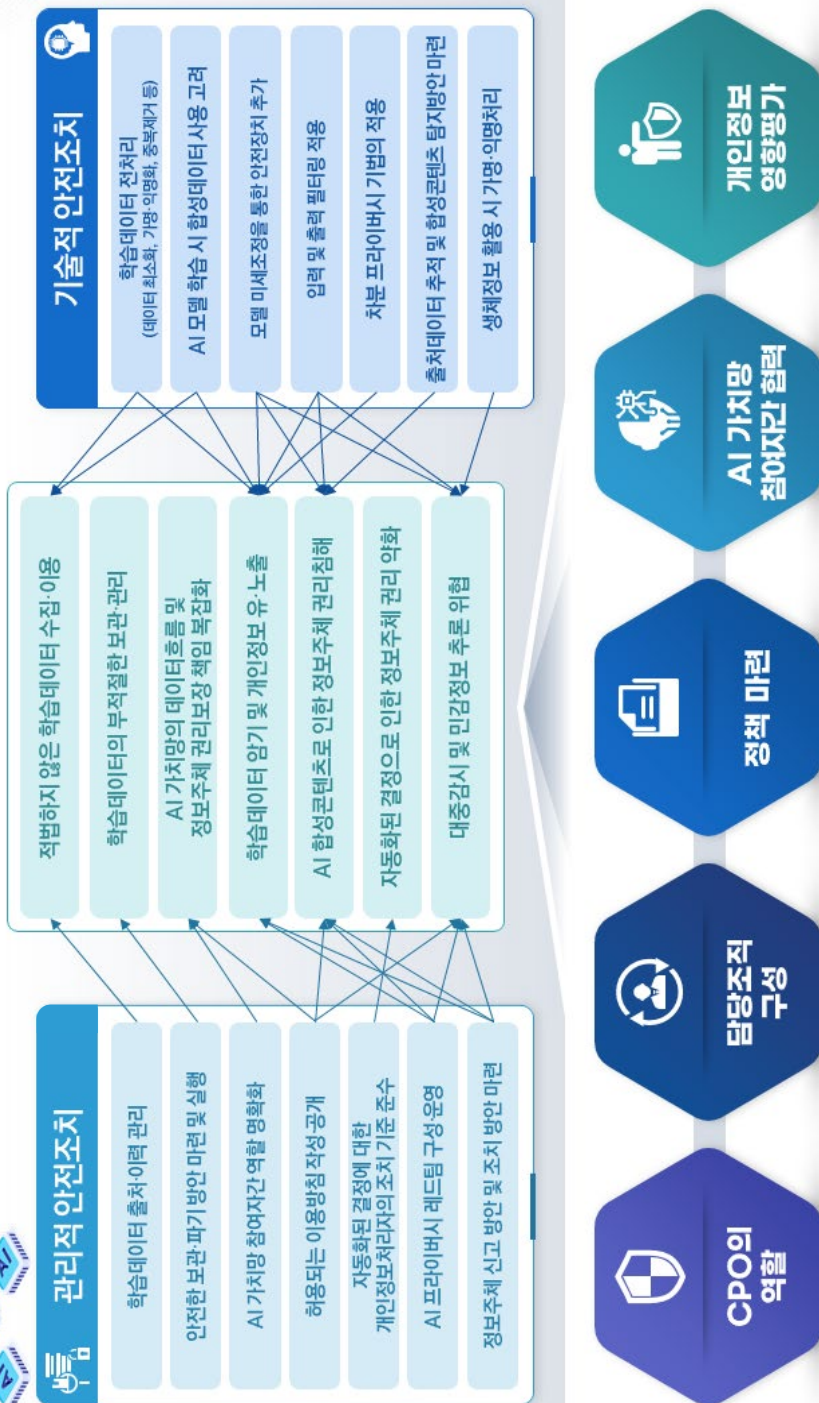 관리적 안전조치
학습데이터 출처·이력 관리
안전한 보관·파기 방안 마련 및 실행
AI 가치망 참여자간 역할 명확화
허용되는 이용방침 작성·공개
자동화된 결정에 대한
개인정보처리자의 조치 기준 준수
AI 프라이버시 레드팀 구성·운영
정보주체 신고 방안 및 조치 방안 마련
적법하지 않은 학습데이터 수집·이용
학습데이터의 부적절한 보관·관리
AI 가치망의 데이터흐름 및
정보주체 권리보장 책임 복잡화
학습데이터 암기 및 개인정보 유·노출
AI 합성콘텐츠로 인한 정보주체 권리침해
자동화된 결정으로 인한 정보주체 권리 약화
대중감시 및 민감정보 추론 위협
기술적 안전조치
학습데이터 전처리
(데이터 최소화, 가명·익명화, 중복제거 등)
AI 모델 학습 시 합성데이터 사용 고려
모델 미세조정을 통한 안전장치 추가
입력 및 출력 필터링 적용
차분 프라이버시 기법의 적용
출처데이터 추적 및 합성콘텐츠 탐지방안 마련
생체정보 활용 시 가명·익명처리
CPO의
역할
담당조직
구성
정책 마련
AI 가치망
참여자간 협력
개인정보
영향평가
AI
AI